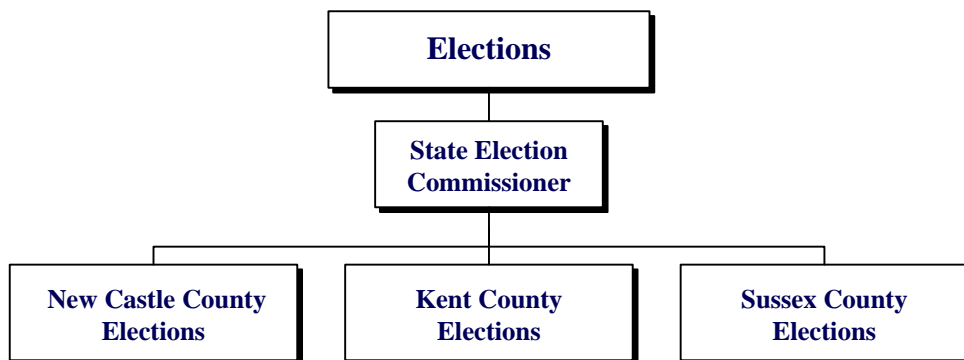 Elections
State Election
Commissioner
New Castle County
Elections
Kent County
Elections
Sussex County
Elections